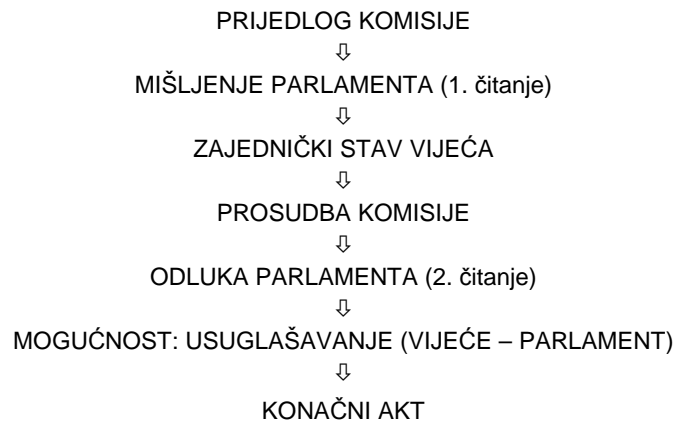 PRIJEDLOG KOMISIJE
⇩
MIŠLJENJE PARLAMENTA (1. čitanje)
⇩
ZAJEDNIČKI STAV VIJEĆA
⇩
PROSUDBA KOMISIJE
⇩
ODLUKA PARLAMENTA (2. čitanje)
⇩
MOGUĆNOST: USUGLAŠAVANJE (VIJEĆE – PARLAMENT)
⇩
KONAČNI AKT